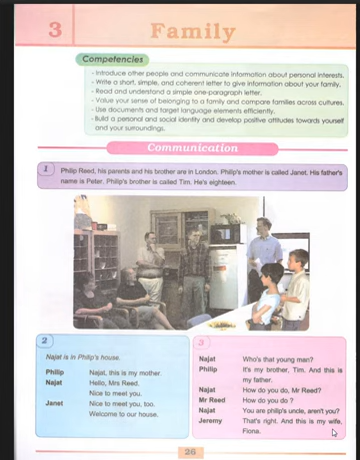 3
Family
Competencies
- Introduce other people and communicate information about personal interests.
- Write a short, simple, and coherent letter to give information about your family.
- Read and understand a simple one-paragraph letter.
- Value your sense of belonging to a family and compare families across cultures.
- Use documents and target language elements efficiently.
- Build a personal and social identity and develop positive attitudes towards yourself
and your surroundings.
Communication
1
Philip Reed, his parents and his brother are in London. Philip's mother is called Janet. His father's
name is Peter. Philip's brother is called Tim. He's eighteen.
2
Najat is in Philip's house.
Philip Najat, this is my mother.
Najat Hello, Mrs Reed.
Nice to meet you.
Janet Nice to meet you, too.
Welcome to our house.
3
Najat Who's that young man?
Philip It's my brother, Tim. And this is
my father.
Najat How do you do, Mr Reed?
Mr Reed How do you do ?
Najat You are philip's uncle, aren't you?
Jeremy That's right. And this is my wife,
Fiona.
26